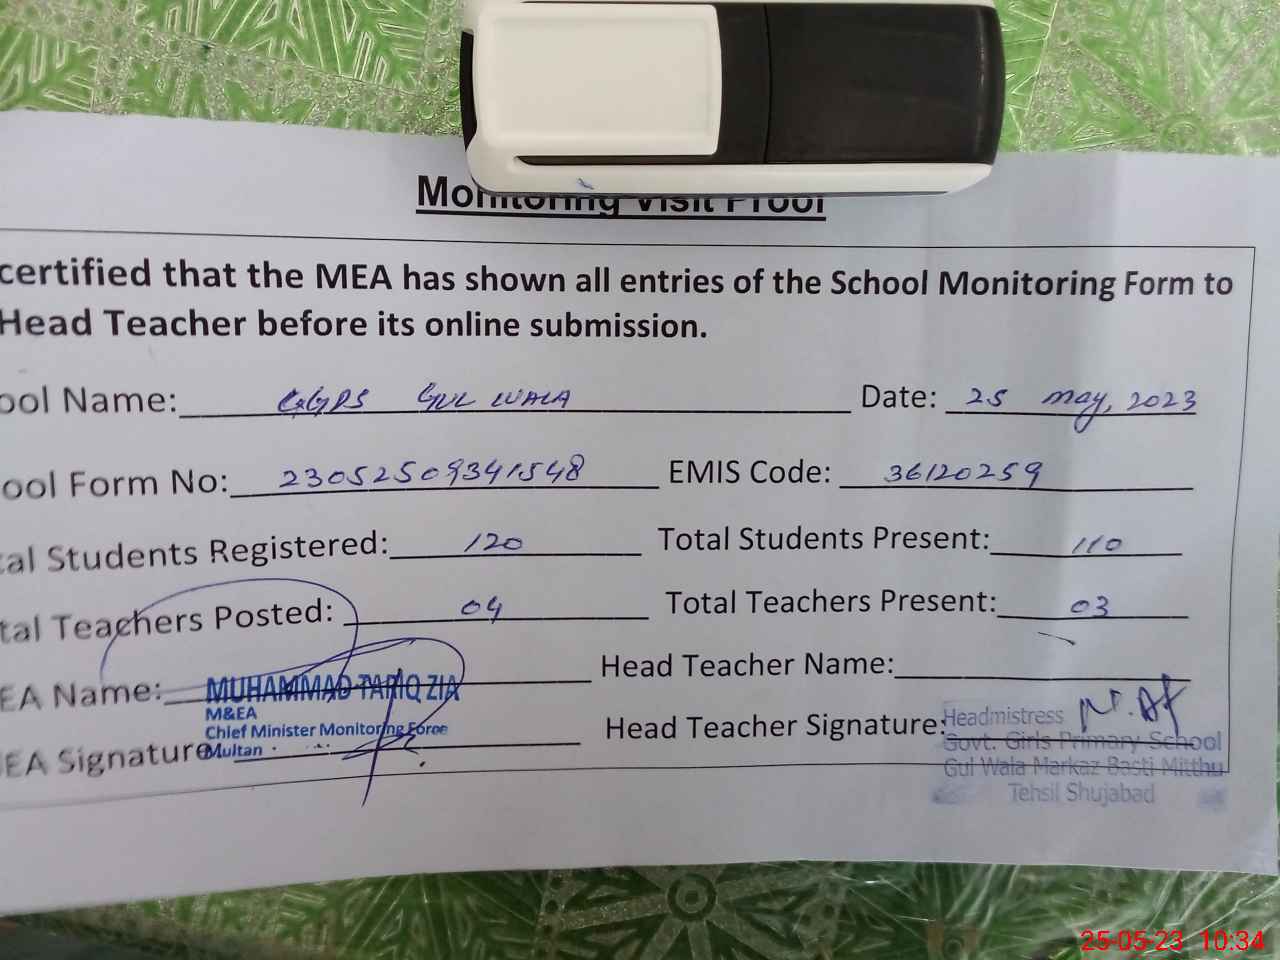 Monitoring Visit Proof
certified that the MEA has shown all entries of the School Monitoring Form to
Head Teacher before its online submission.
ool Name: GGPS GUL WALA Date: 25 may, 2023
ool Form No: 23052509341548 EMIS Code: 36120259
tal Students Registered: 120 Total Students Present: 110
tal Teachers Posted: 04 Total Teachers Present: 03
EA Name: MUHAMMAD TARIQ ZIA Head Teacher Name:
M&EA
Chief Minister Monitoring Force
Multan
EA Signature Head Teacher Signature:
Headmistress
Govt. Girls Primary School
Gul Wala Markaz Basti Mitthu
Tehsil Shujabad
25-05-23 10:34